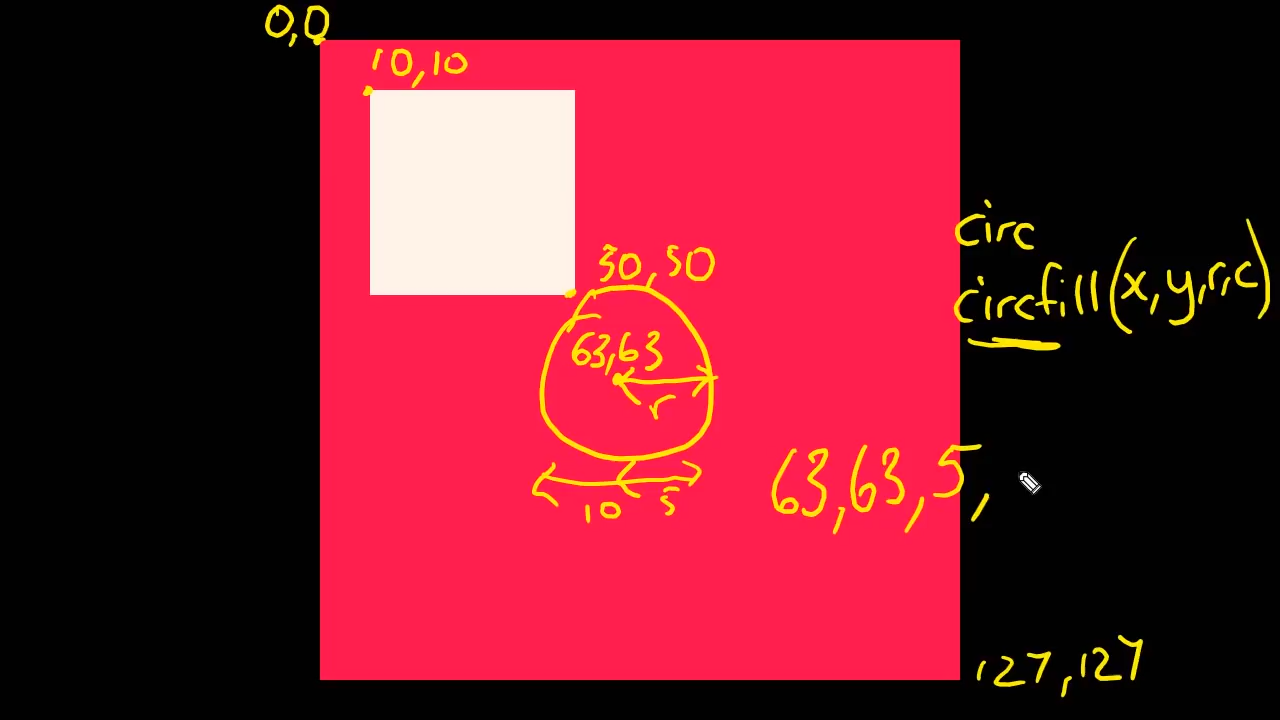 0,0
10,10
circ
30,50
circfill(x,y,r,c)
63,63
r
63,63,5,
10 5
127,127